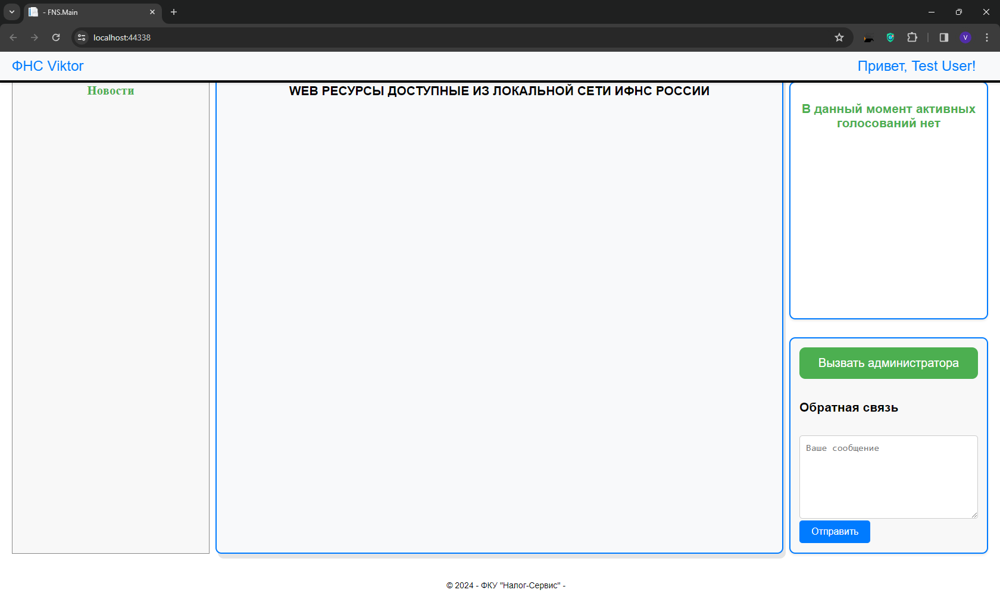 - FNS.Main
localhost:44338
V
ФНС Viktor
Привет, Test User!
Новости
WEB РЕСУРСЫ ДОСТУПНЫЕ ИЗ ЛОКАЛЬНОЙ СЕТИ ИФНС РОССИИ
В данный момент активных
голосований нет
Вызвать администратора
Обратная связь
Ваше сообщение
Отправить
© 2024 - ФКУ "Налог-Сервис" -